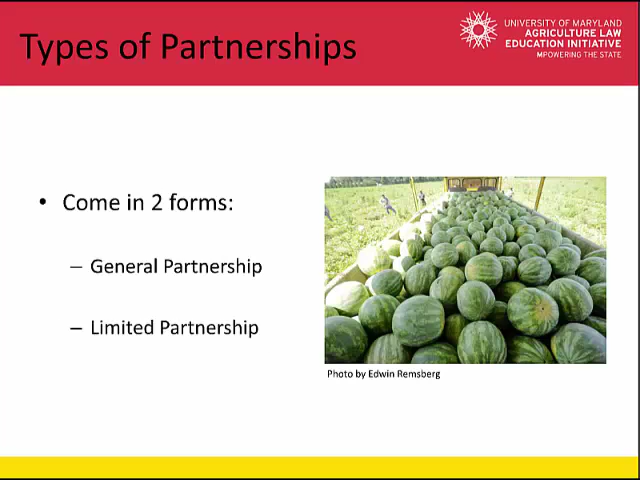 Types of Partnerships
UNIVERSITY OF MARYLAND
AGRICULTURE LAW
EDUCATION INITIATIVE
MPOWERING THE STATE
• Come in 2 forms:
– General Partnership
– Limited Partnership
Photo by Edwin Remsberg